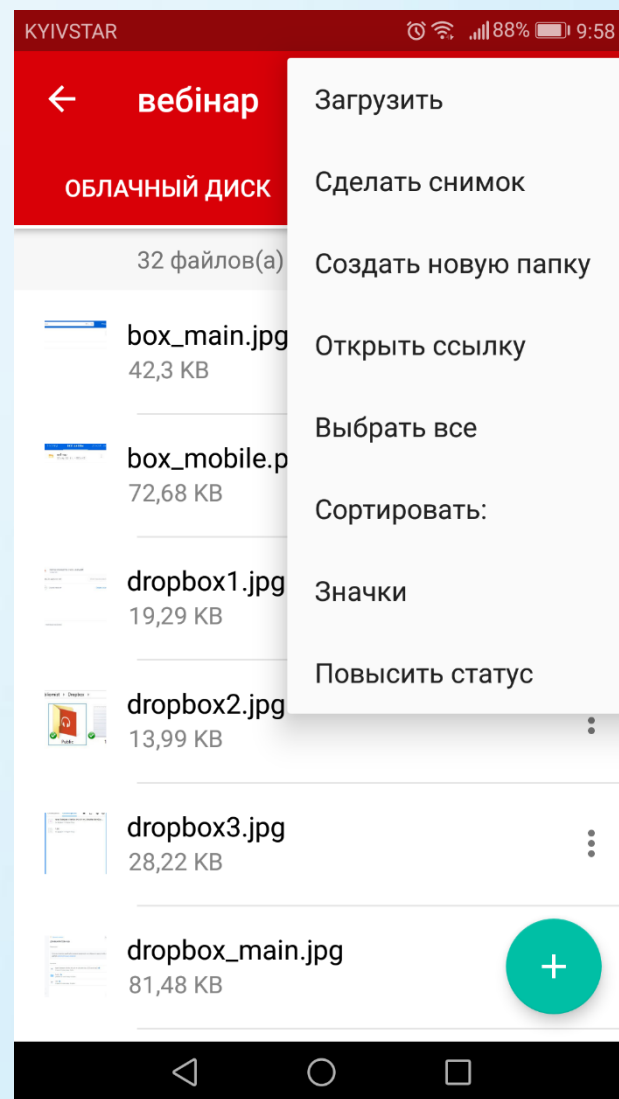 KYIVSTAR 88% 9:58
вебінар
ОБЛАЧНЫЙ ДИСК
32 файлов(а)
box_main.jpg
42,3 KB
box_mobile.p
72,68 KB
dropbox1.jpg
19,29 KB
dropbox2.jpg
13,99 KB
dropbox3.jpg
28,22 KB
dropbox_main.jpg
81,48 KB
Загрузить
Сделать снимок
Создать новую папку
Открыть ссылку
Выбрать все
Сортировать:
Значки
Повысить статус